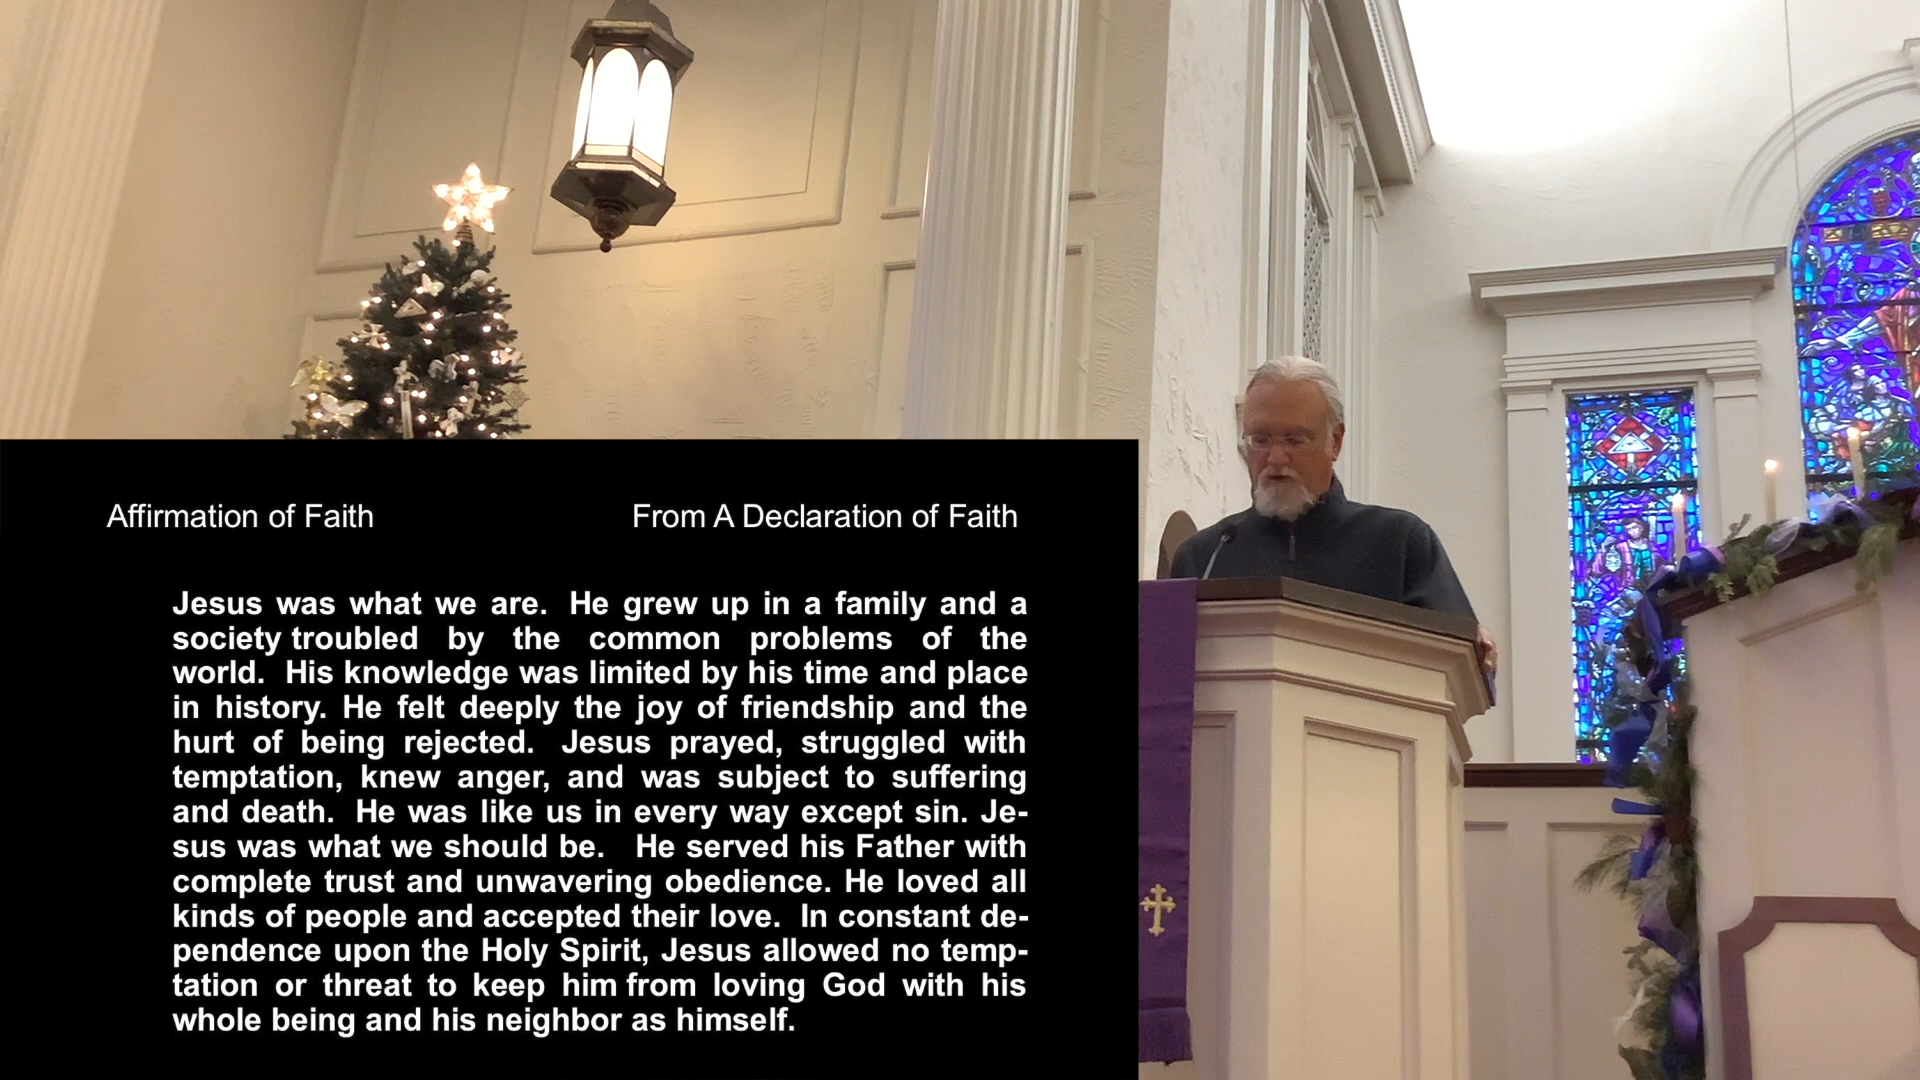 Affirmation of Faith From A Declaration of Faith
Jesus was what we are. He grew up in a family and a
society troubled by the common problems of the
world. His knowledge was limited by his time and place
in history. He felt deeply the joy of friendship and the
hurt of being rejected. Jesus prayed, struggled with
temptation, knew anger, and was subject to suffering
and death. He was like us in every way except sin. Je-
sus was what we should be. He served his Father with
complete trust and unwavering obedience. He loved all
kinds of people and accepted their love. In constant de-
pendence upon the Holy Spirit, Jesus allowed no temp-
tation or threat to keep him from loving God with his
whole being and his neighbor as himself.